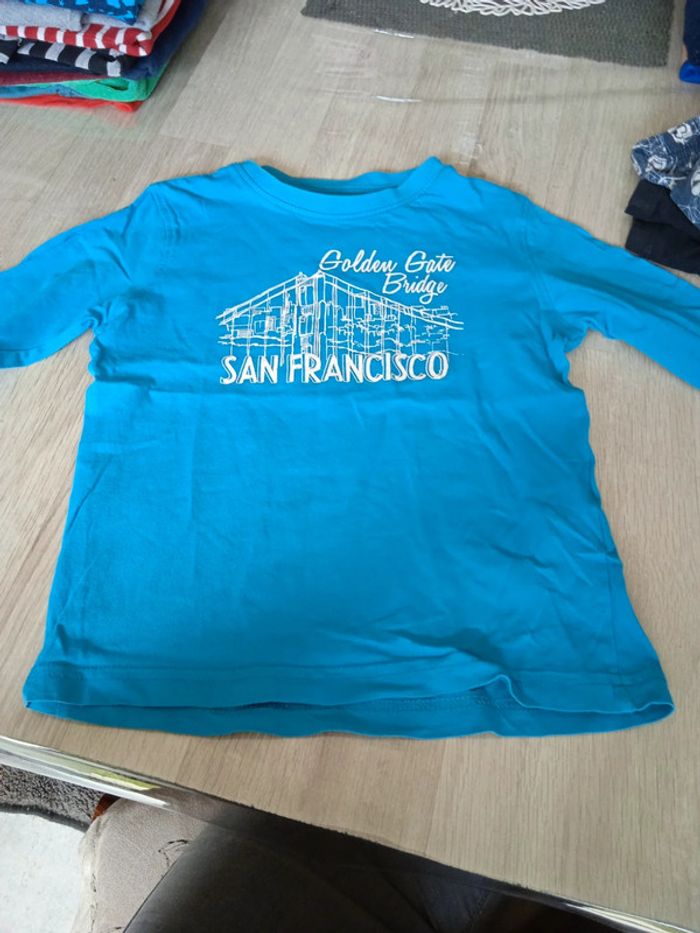 Golden Gate
Bridge
SAN FRANCISCO